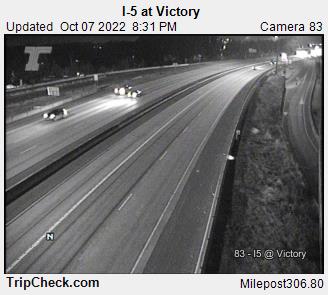 I-5 at Victory
Updated Oct 07 2022 8:31 PM Camera 83
T
N
83 - I5 @ Victory
TripCheck.com Milepost306.80